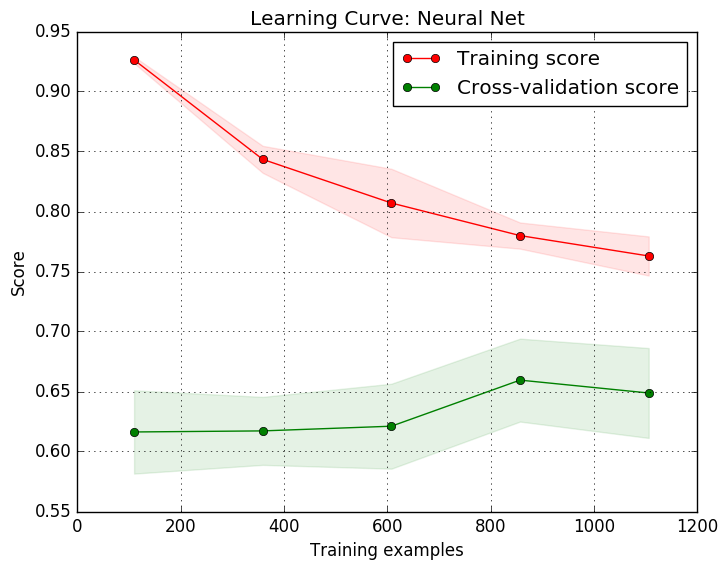 Learning Curve: Neural Net
Training score
Cross-validation score
0.95
0.90
0.85
0.80
0.75
0.70
0.65
0.60
0.55
Score
0 200 400 600 800 1000 1200
Training examples